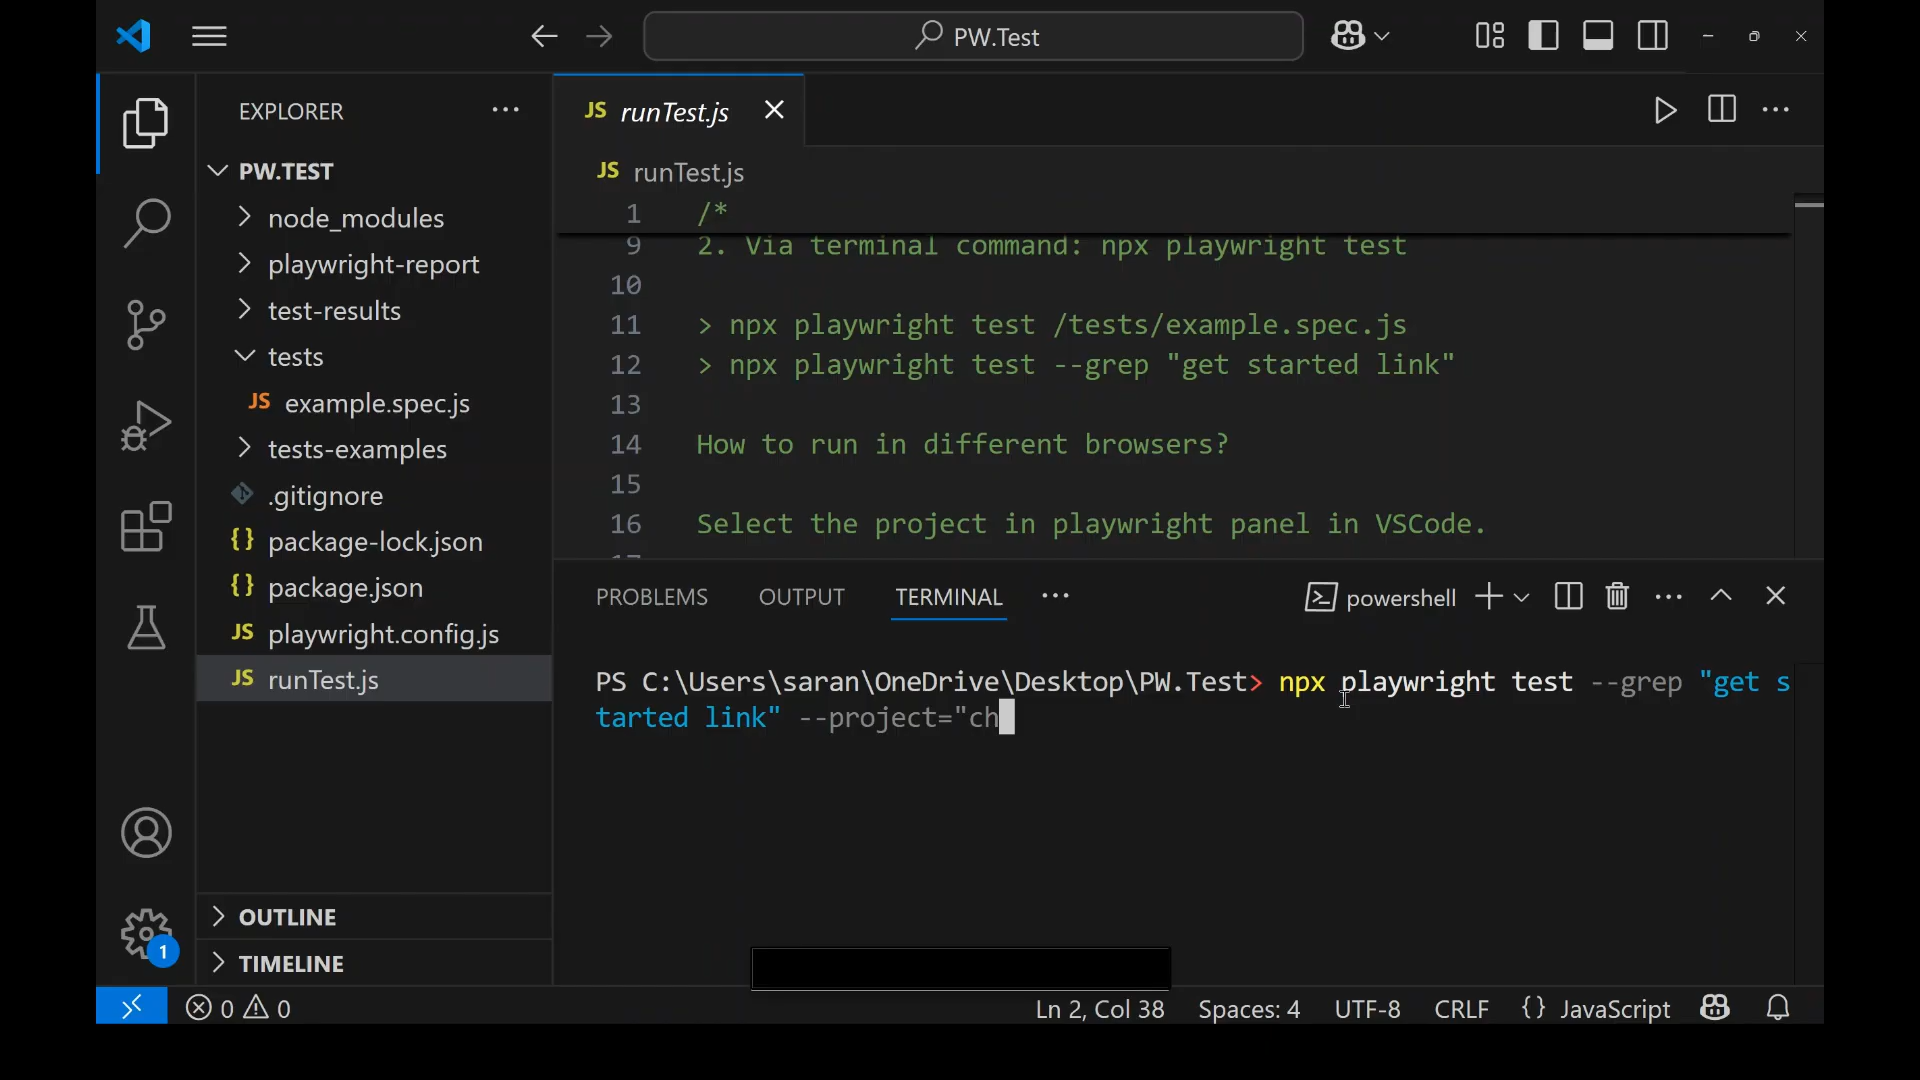 PW.Test
EXPLORER
PW.TEST
node_modules
playwright-report
test-results
tests
JS example.spec.js
tests-examples
.gitignore
{} package-lock.json
{} package.json
JS playwright.config.js
JS runTest.js
OUTLINE
TIMELINE
1
JS runTest.js
JS runTest.js
1 /*
9 2. Via terminal command: npx playwright test
10
11 > npx playwright test /tests/example.spec.js
12 > npx playwright test --grep "get started link"
13
14 How to run in different browsers?
15
16 Select the project in playwright panel in VSCode.
PROBLEMS OUTPUT TERMINAL powershell
PS C:\Users\saran\OneDrive\Desktop\PW.Test> npx playwright test --grep "get s
tarted link" --project="ch
0 0 Ln 2, Col 38 Spaces: 4 UTF-8 CRLF {} JavaScript